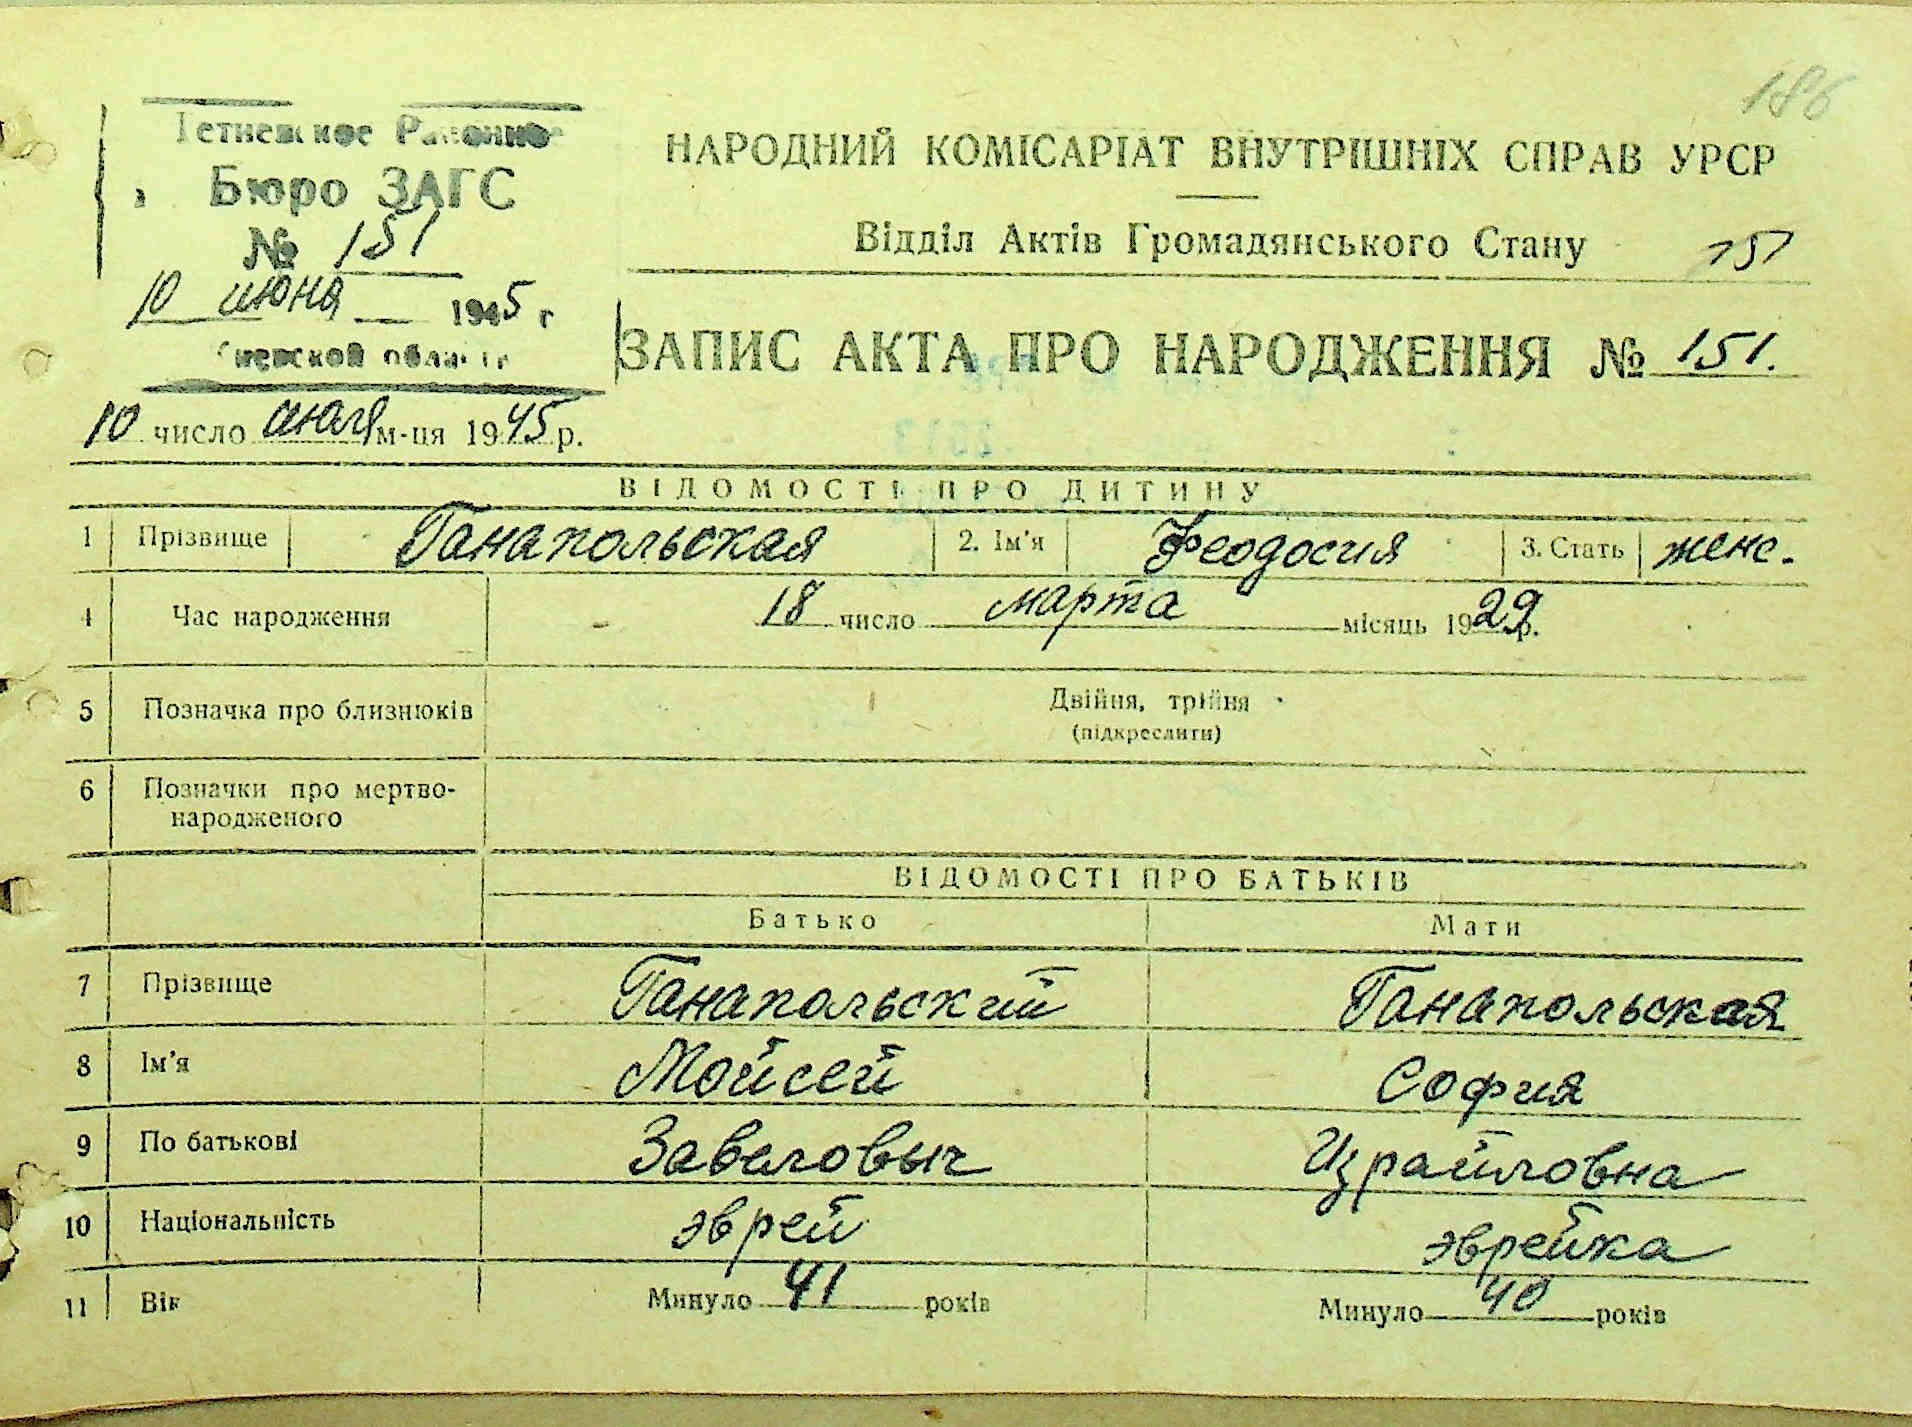 186
Тетиевское Районное
Бюро ЗАГС
№ 151
10 июня 1945 г
Киевской области
НАРОДНИЙ КОМІСАРІАТ ВНУТРІШНІХ СПРАВ УРСР
Відділ Актів Громадянського Стану 151
ЗАПИС АКТА ПРО НАРОДЖЕННЯ № 151.
10 число июля м-ця 1945 р.
ВІДОМОСТІ ПРО ДИТИНУ
1 Прізвище Ганапольская 2. Ім'я Феодосия 3. Стать женс.
4 Час народження 18 число марта місяць 1929 р.
5 Позначка про близнюків Двійня, трійня
(підкреслити)
6 Позначки про мертво-
народженого
ВІДОМОСТІ ПРО БАТЬКІВ
Батько Мати
7 Прізвище Ганапольский Ганапольская
8 Ім'я Мойсей София
9 По батькові Завеловыч Израйловна
10 Національність эврей эврейка
11 Вік Минуло 41 років Минуло 40 років